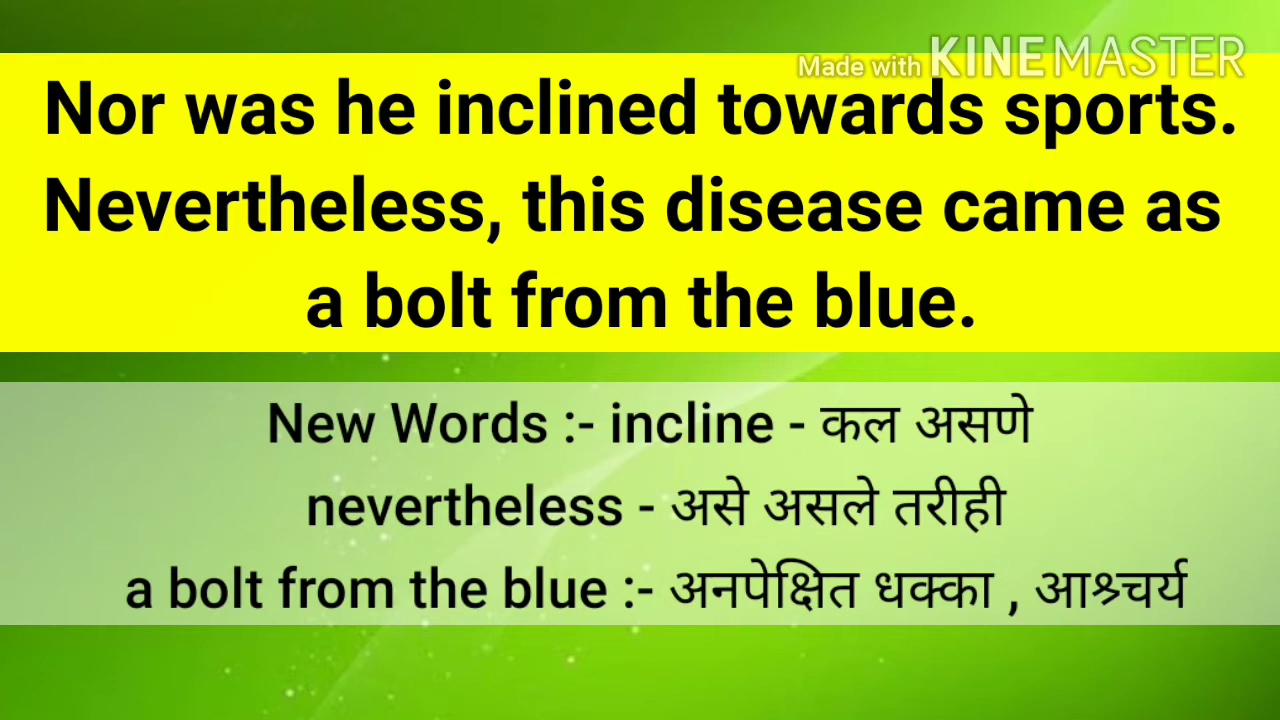 Made with KINEMASTER
Nor was he inclined towards sports.
Nevertheless, this disease came as
a bolt from the blue.
New Words :- incline - कल असणे
nevertheless - असे असले तरीही
a bolt from the blue :- अनपेक्षित धक्का , आश्र्चर्य